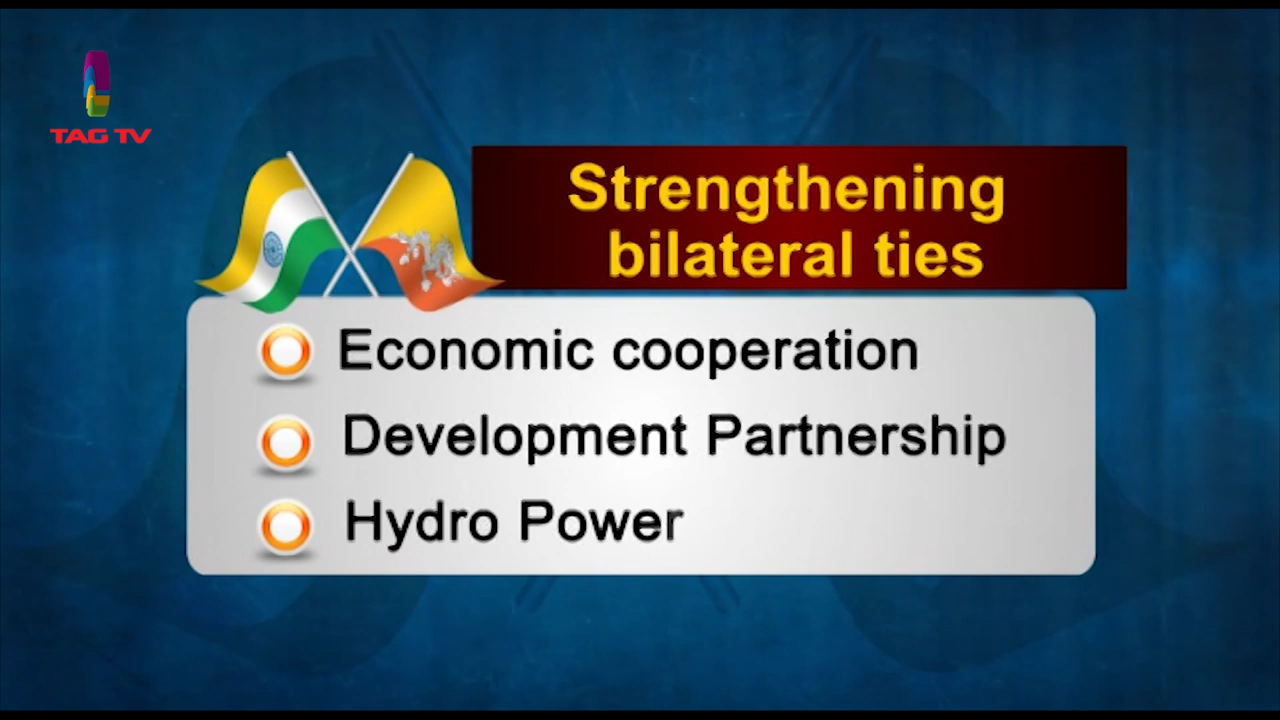 TAG TV
Strengthening
bilateral ties
Economic cooperation
Development Partnership
Hydro Power